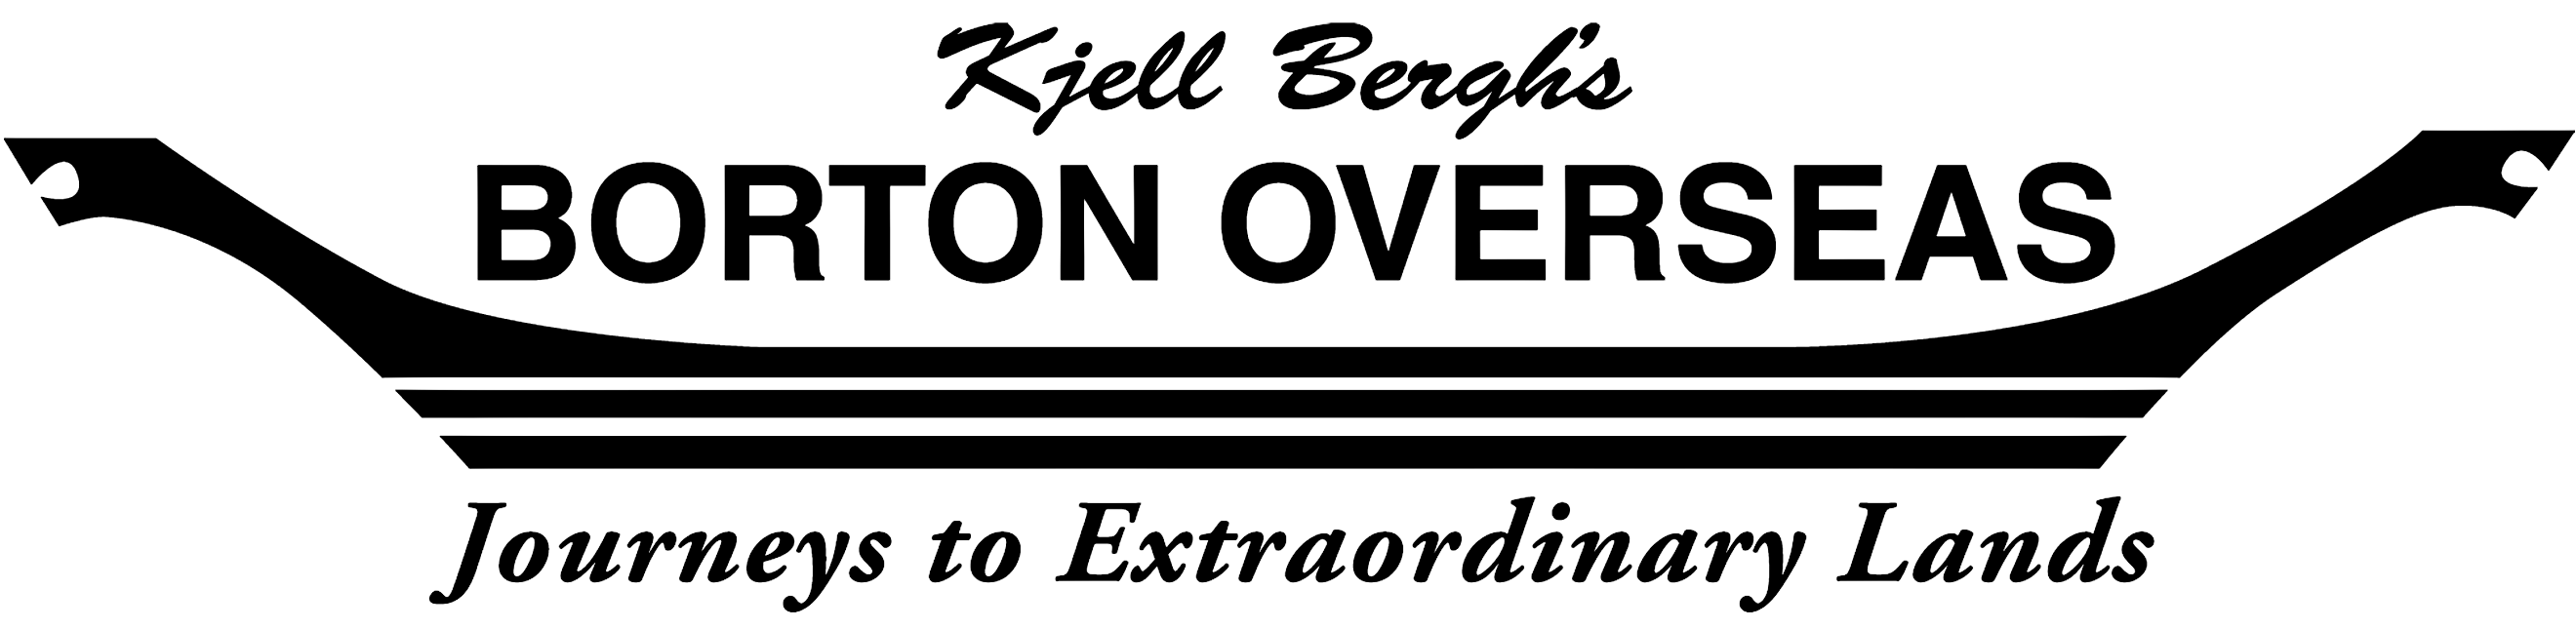 Kjell Bergh's
BORTON OVERSEAS
Journeys to Extraordinary Lands